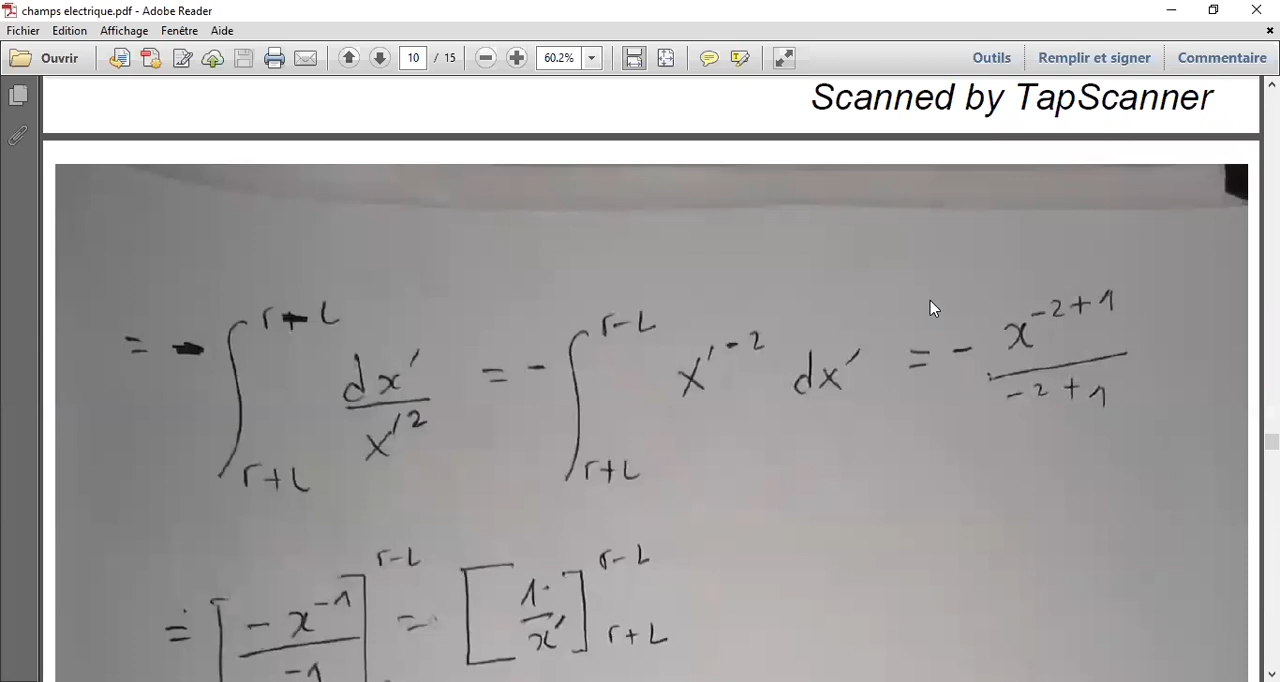 champs electrique.pdf - Adobe Reader
Fichier Edition Affichage Fenêtre Aide
Ouvrir 10 / 15 60.2% Outils Remplir et signer Commentaire
Scanned by TapScanner
= - ∫_{r+L}^{r-L} dx'/x'² = - ∫_{r+L}^{r-L} x'⁻² dx' = - x⁻²⁺¹/-2+1
= [- x⁻¹/-1]^{r-L} = [1/x']_{r+L}^{r-L}